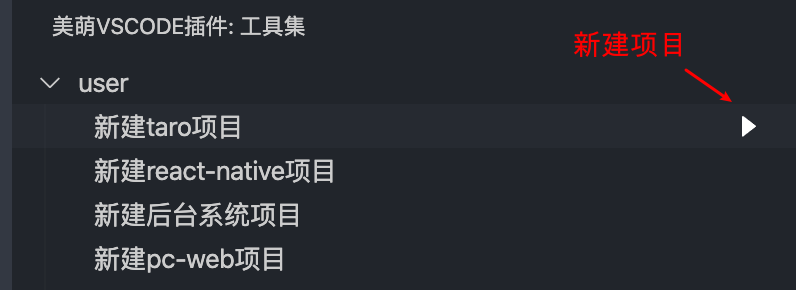 美萌VSCODE插件: 工具集
新建项目
user
新建taro项目
新建react-native项目
新建后台系统项目
新建pc-web项目